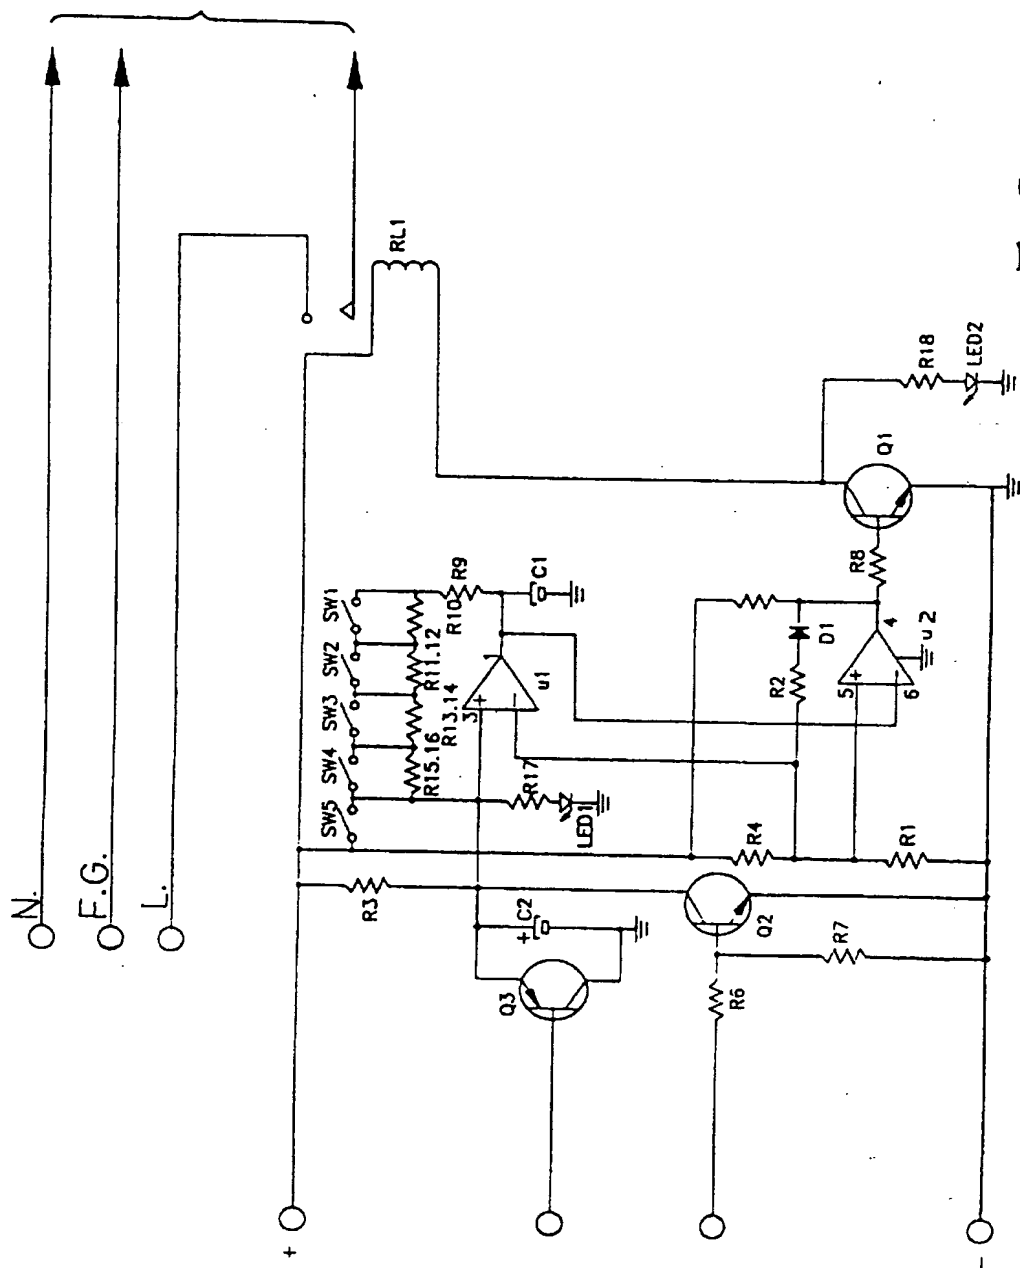 N.
F.G.
L.
+
RL1
SW1
SW2
SW3
SW4
SW5
R9
R10
R11.12
R13.14
R15.16
C1
3
+
−
u1
R17
LED1
R3
+
C2
Q3
R18
LED2
Q1
R8
D1
R2
4
5
+
−
6
u2
R4
R1
Q2
R7
R6
−